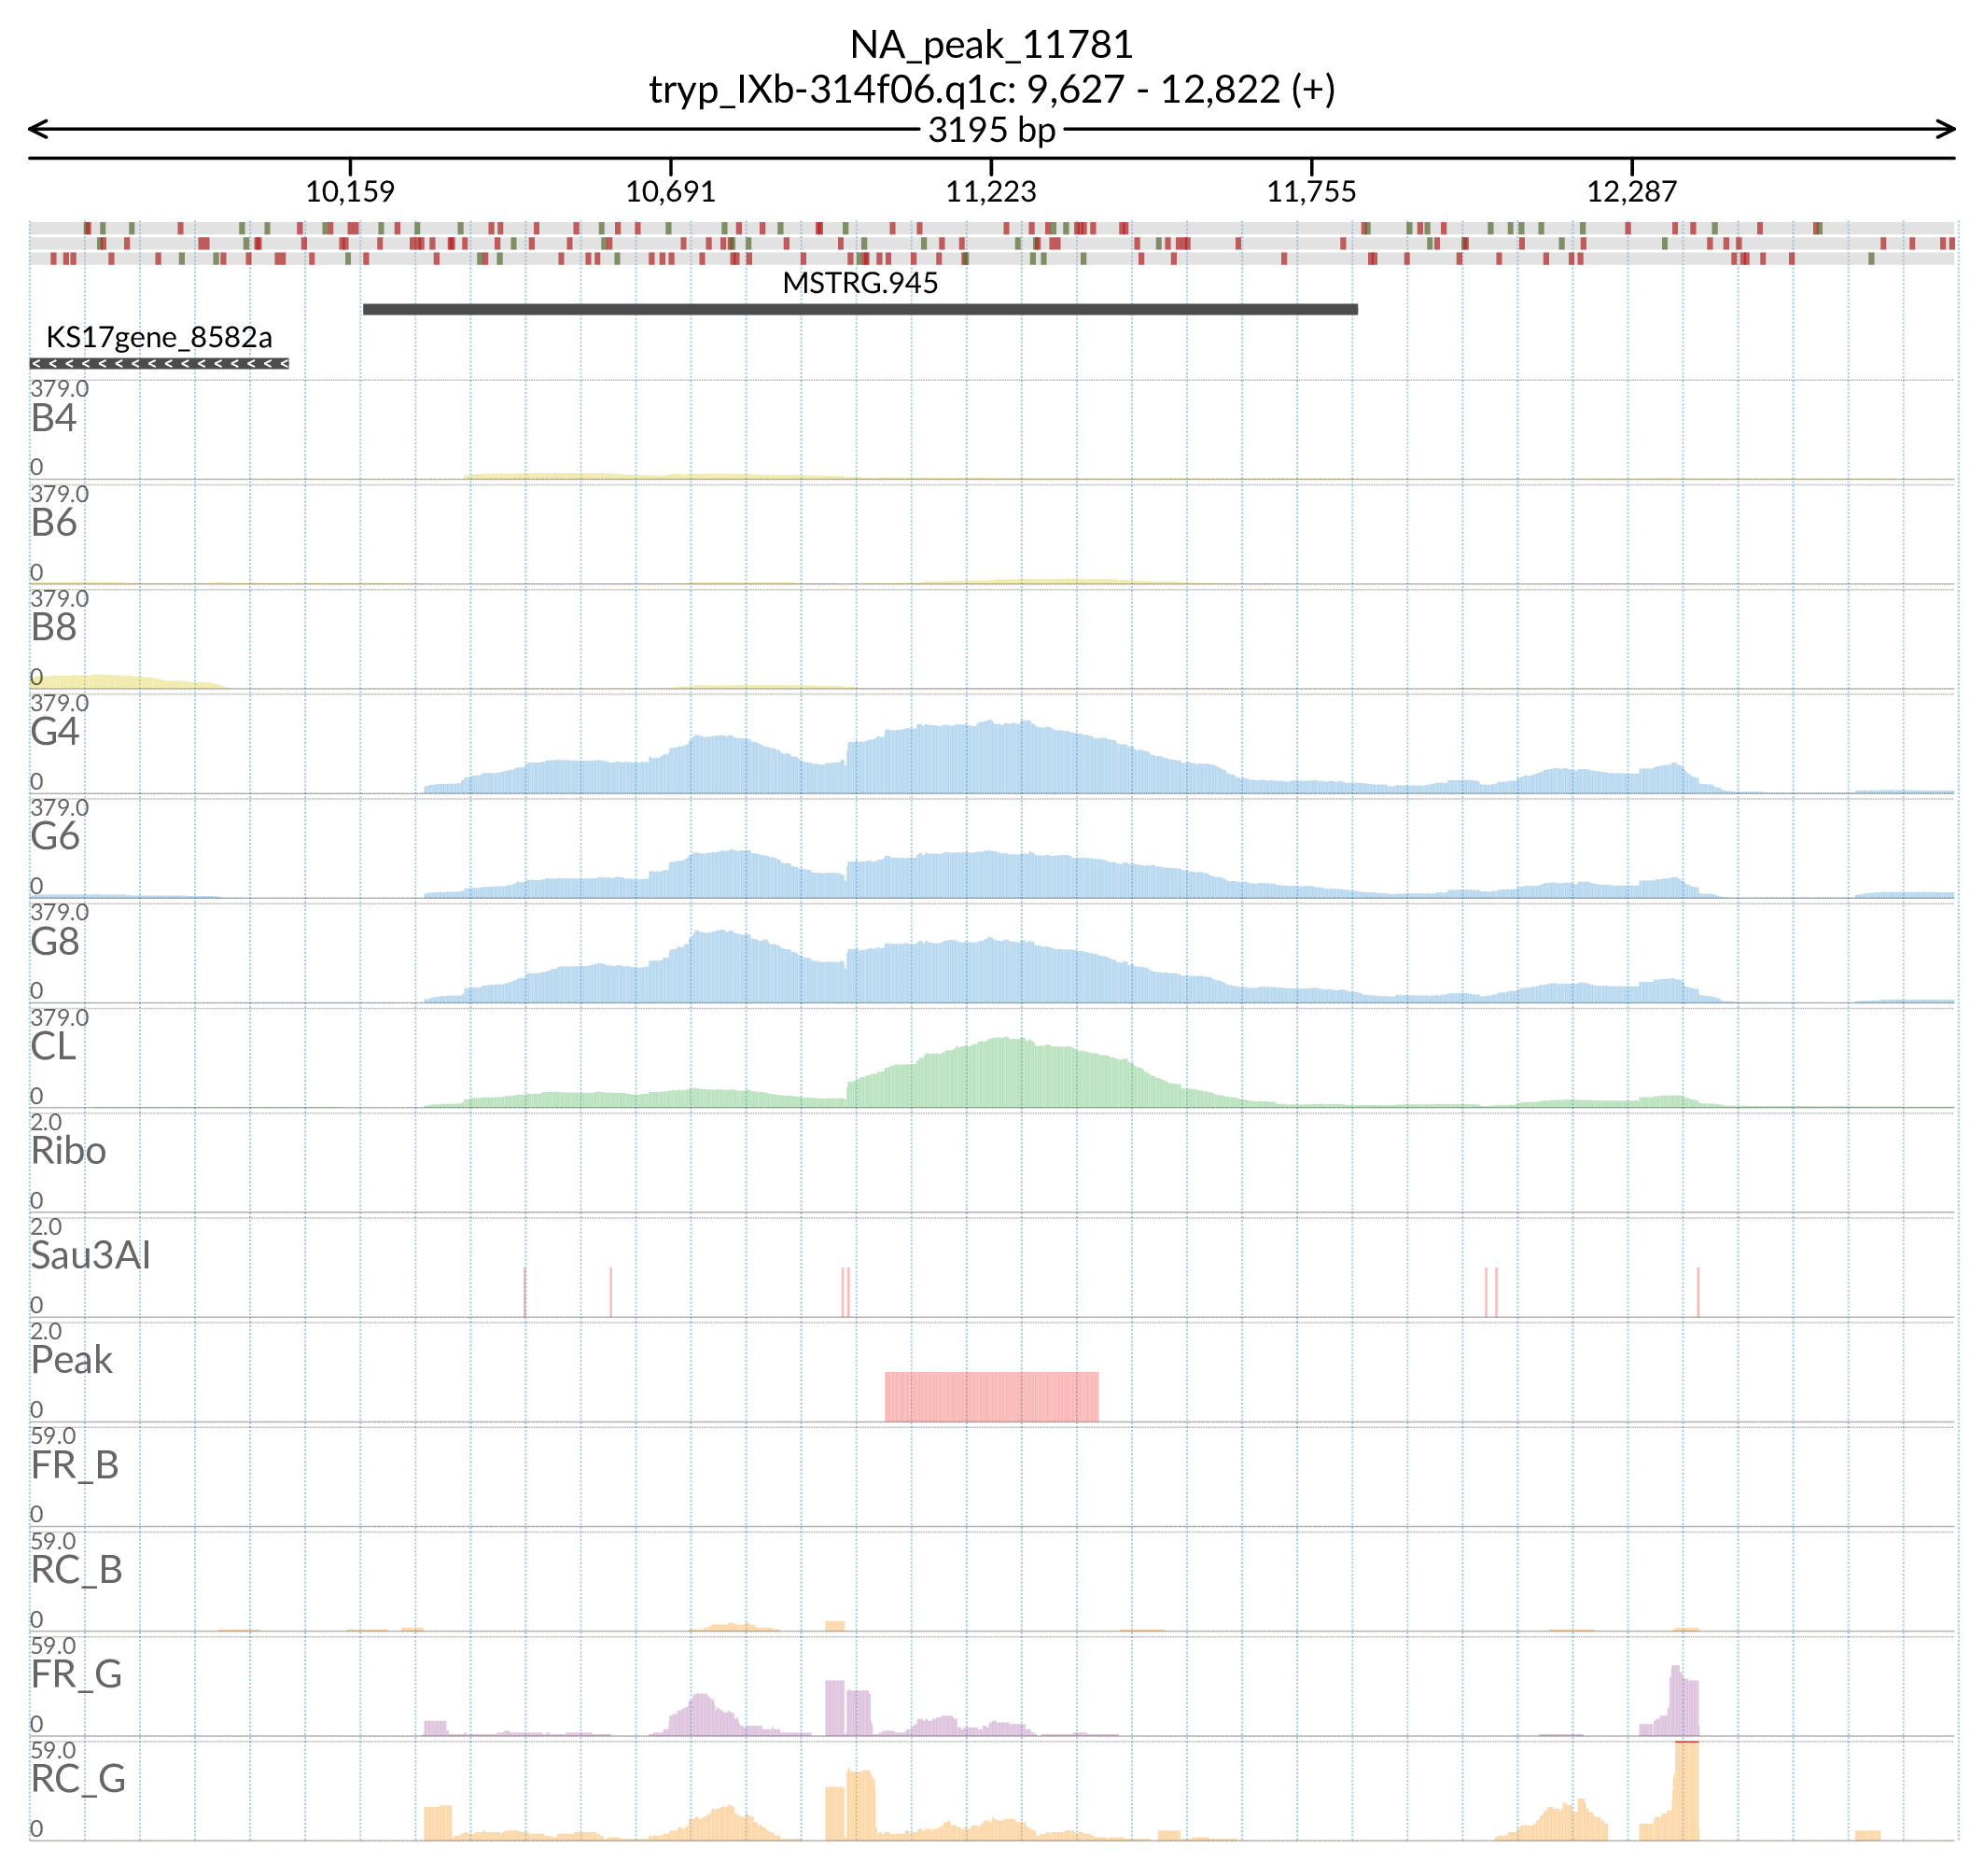 NA_peak_11781
tryp_IXb-314f06.q1c: 9,627 - 12,822 (+)
3195 bp
10,159 10,691 11,223 11,755 12,287
MSTRG.945
KS17gene_8582a
379.0
B4
0
379.0
B6
0
379.0
B8
0
379.0
G4
0
379.0
G6
0
379.0
G8
0
379.0
CL
0
2.0
Ribo
0
2.0
Sau3AI
0
2.0
Peak
0
59.0
FR_B
0
59.0
RC_B
0
59.0
FR_G
0
59.0
RC_G
0